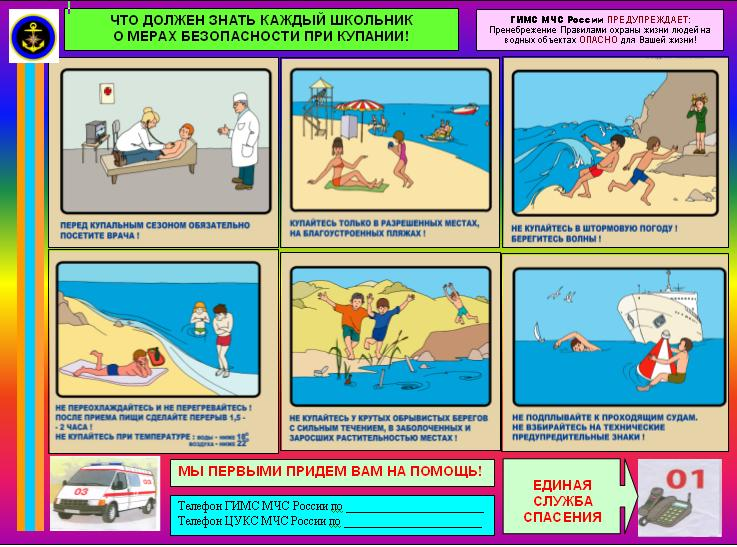 ЧТО ДОЛЖЕН ЗНАТЬ КАЖДЫЙ ШКОЛЬНИК
О МЕРАХ БЕЗОПАСНОСТИ ПРИ КУПАНИИ!
ГИМС МЧС России ПРЕДУПРЕЖДАЕТ:
Пренебрежение Правилами охраны жизни людей на
водных объектах ОПАСНО для Вашей жизни!
ПЕРЕД КУПАЛЬНЫМ СЕЗОНОМ ОБЯЗАТЕЛЬНО
ПОСЕТИТЕ ВРАЧА !
КУПАЙТЕСЬ ТОЛЬКО В РАЗРЕШЕННЫХ МЕСТАХ,
НА БЛАГОУСТРОЕННЫХ ПЛЯЖАХ !
НЕ КУПАЙТЕСЬ В ШТОРМОВУЮ ПОГОДУ !
БЕРЕГИТЕСЬ ВОЛНЫ !
НЕ ПЕРЕОХЛАЖДАЙТЕСЬ И НЕ ПЕРЕГРЕВАЙТЕСЬ !
ПОСЛЕ ПРИЕМА ПИЩИ СДЕЛАЙТЕ ПЕРЕРЫВ 1,5 -
- 2 ЧАСА !
НЕ КУПАЙТЕСЬ ПРИ ТЕМПЕРАТУРЕ : ВОДЫ - НИЖЕ 18°
ВОЗДУХА - НИЖЕ 22°
НЕ КУПАЙТЕСЬ У КРУТЫХ ОБРЫВИСТЫХ БЕРЕГОВ
С СИЛЬНЫМ ТЕЧЕНИЕМ, В ЗАБОЛОЧЕННЫХ И
ЗАРОСШИХ РАСТИТЕЛЬНОСТЬЮ МЕСТАХ !
НЕ ПОДПЛЫВАЙТЕ К ПРОХОДЯЩИМ СУДАМ.
НЕ ВЗБИРАЙТЕСЬ НА ТЕХНИЧЕСКИЕ
ПРЕДУПРЕДИТЕЛЬНЫЕ ЗНАКИ !
03
03
МЫ ПЕРВЫМИ ПРИДЕМ ВАМ НА ПОМОЩЬ!
Телефон ГИМС МЧС России до
Телефон ЦУКС МЧС России до
ЕДИНАЯ
СЛУЖБА
СПАСЕНИЯ
01